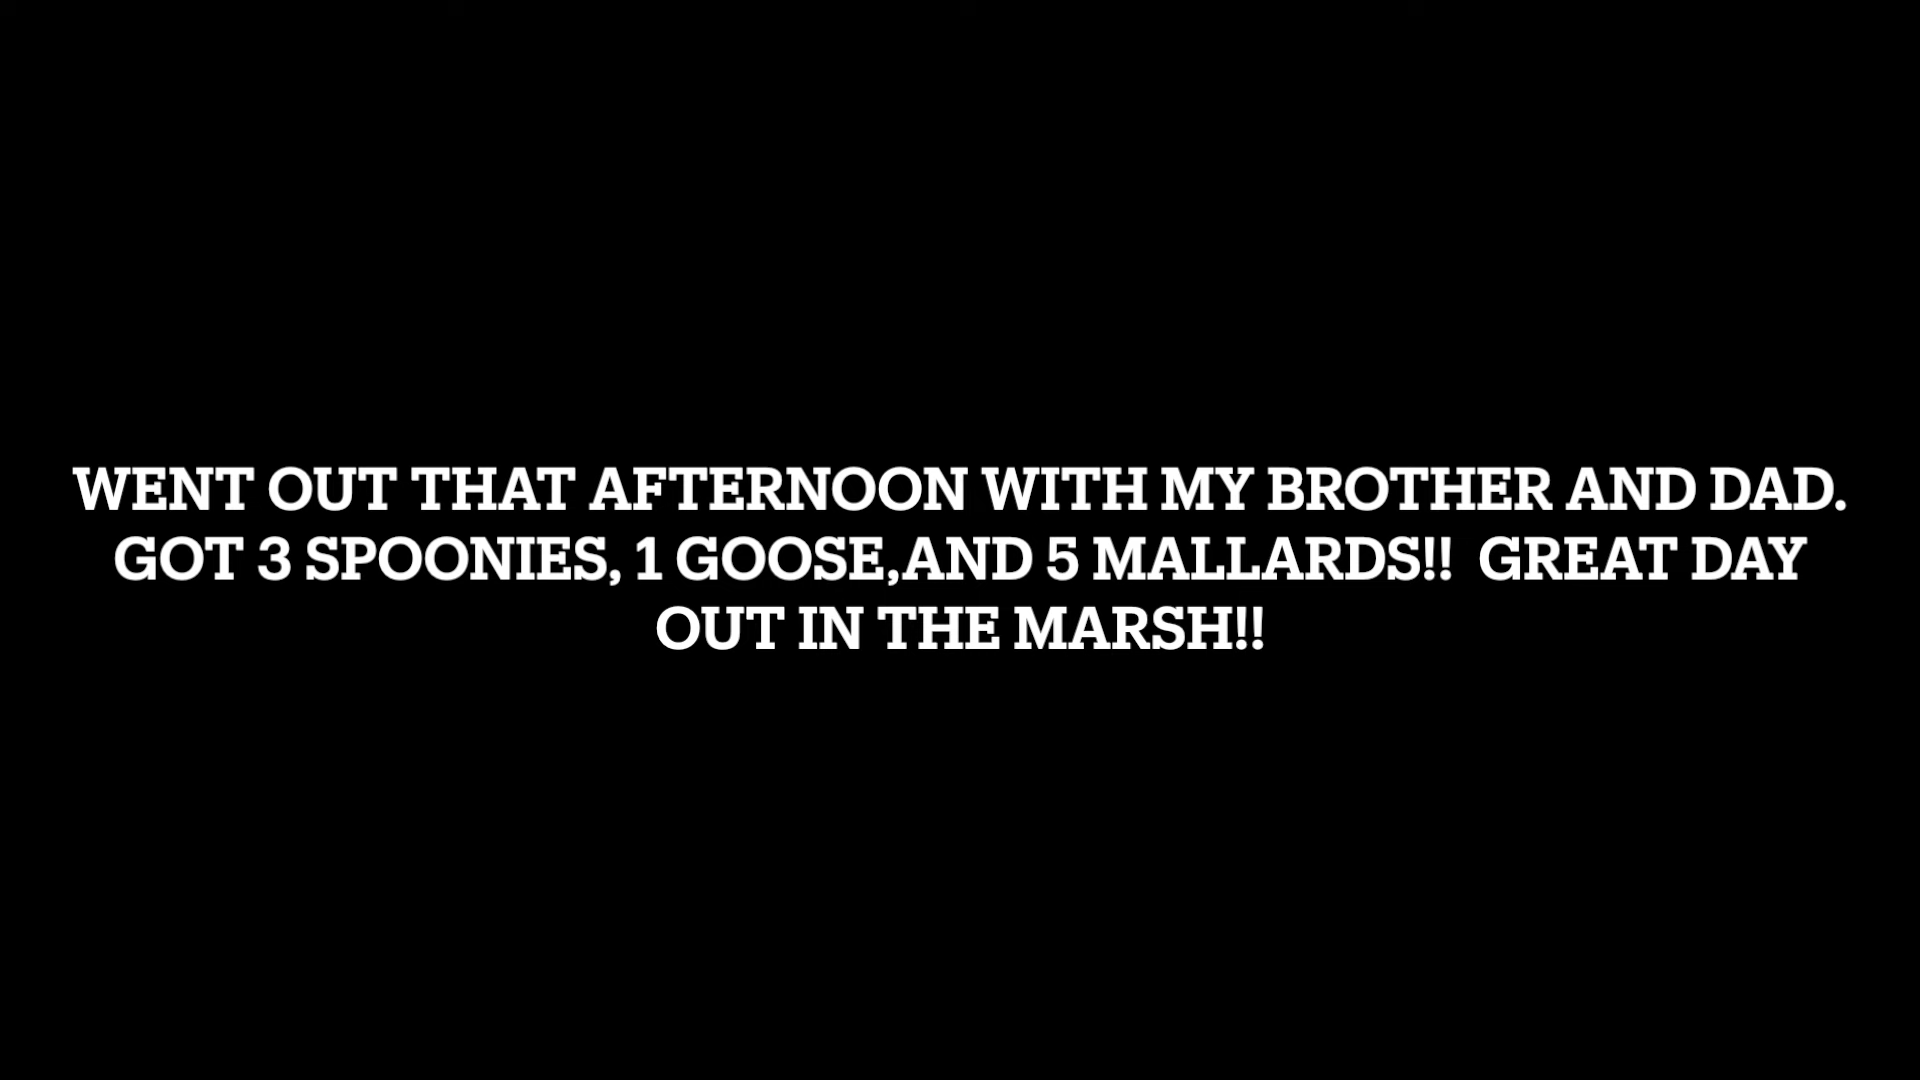 WENT OUT THAT AFTERNOON WITH MY BROTHER AND DAD.
GOT 3 SPOONIES, 1 GOOSE,AND 5 MALLARDS!!  GREAT DAY
OUT IN THE MARSH!!